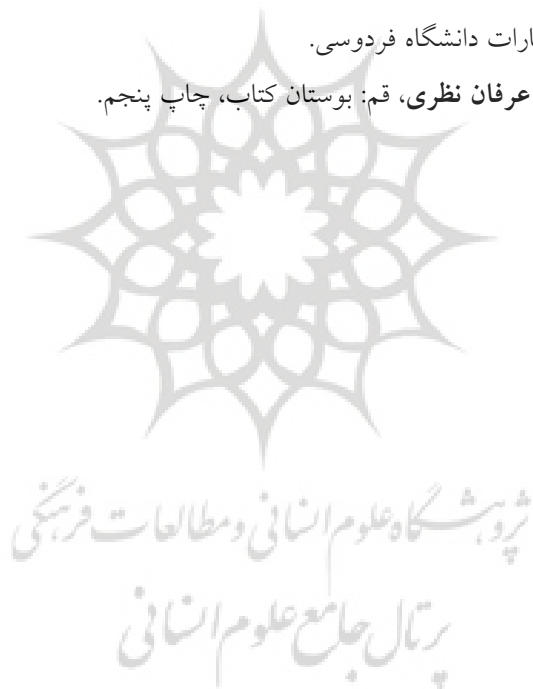 ارات دانشگاه فردوسی.
عرفان نظری، قم: بوستان کتاب، چاپ پنجم.
پژوهشگاه علوم انسانی و مطالعات فرهنگی
پرتال جامع علوم انسانی